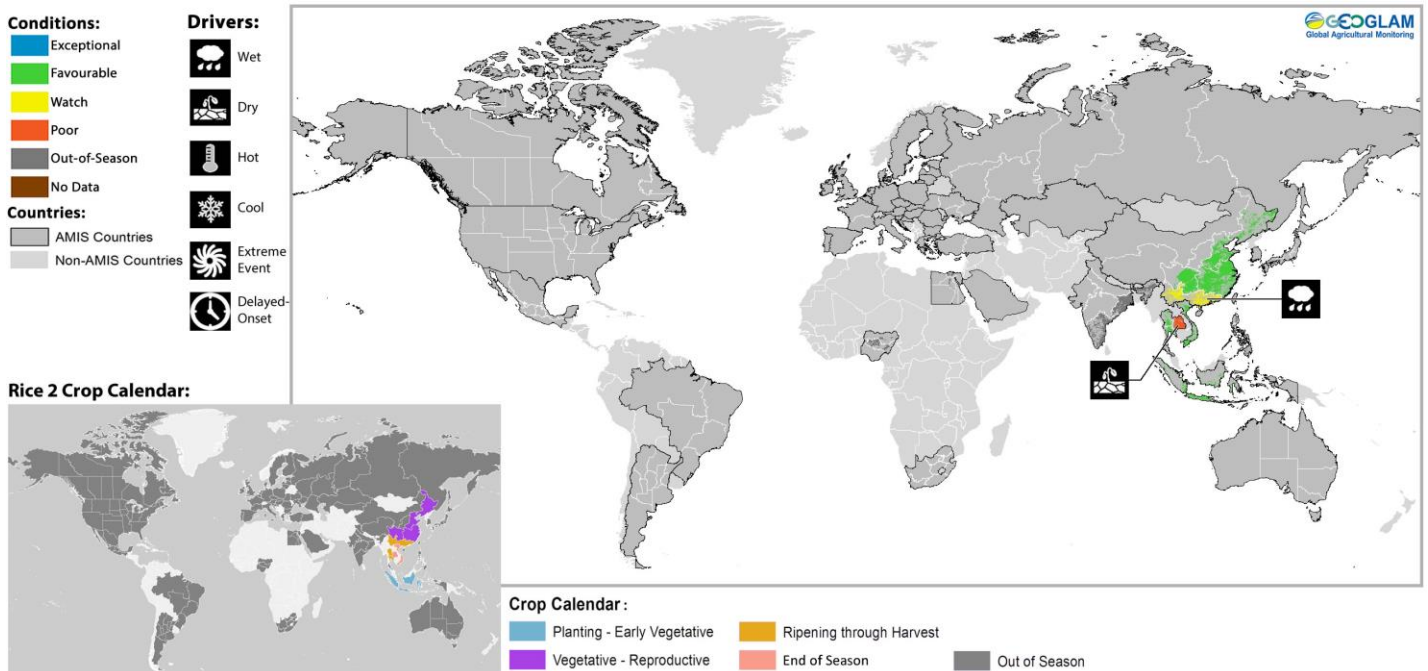 Conditions:
Exceptional
Favourable
Watch
Poor
Out-of-Season
No Data
Countries:
AMIS Countries
Non-AMIS Countries
Drivers:
Wet
Dry
Hot
Cool
Extreme
Event
Delayed-
Onset
GEOGLAM
Global Agricultural Monitoring
Rice 2 Crop Calendar:
Crop Calendar :
Planting - Early Vegetative
Vegetative - Reproductive
Ripening through Harvest
End of Season
Out of Season